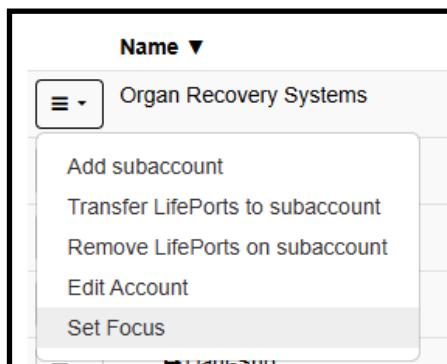 Name ▼
Organ Recovery Systems
Add subaccount
Transfer LifePorts to subaccount
Remove LifePorts on subaccount
Edit Account
Set Focus